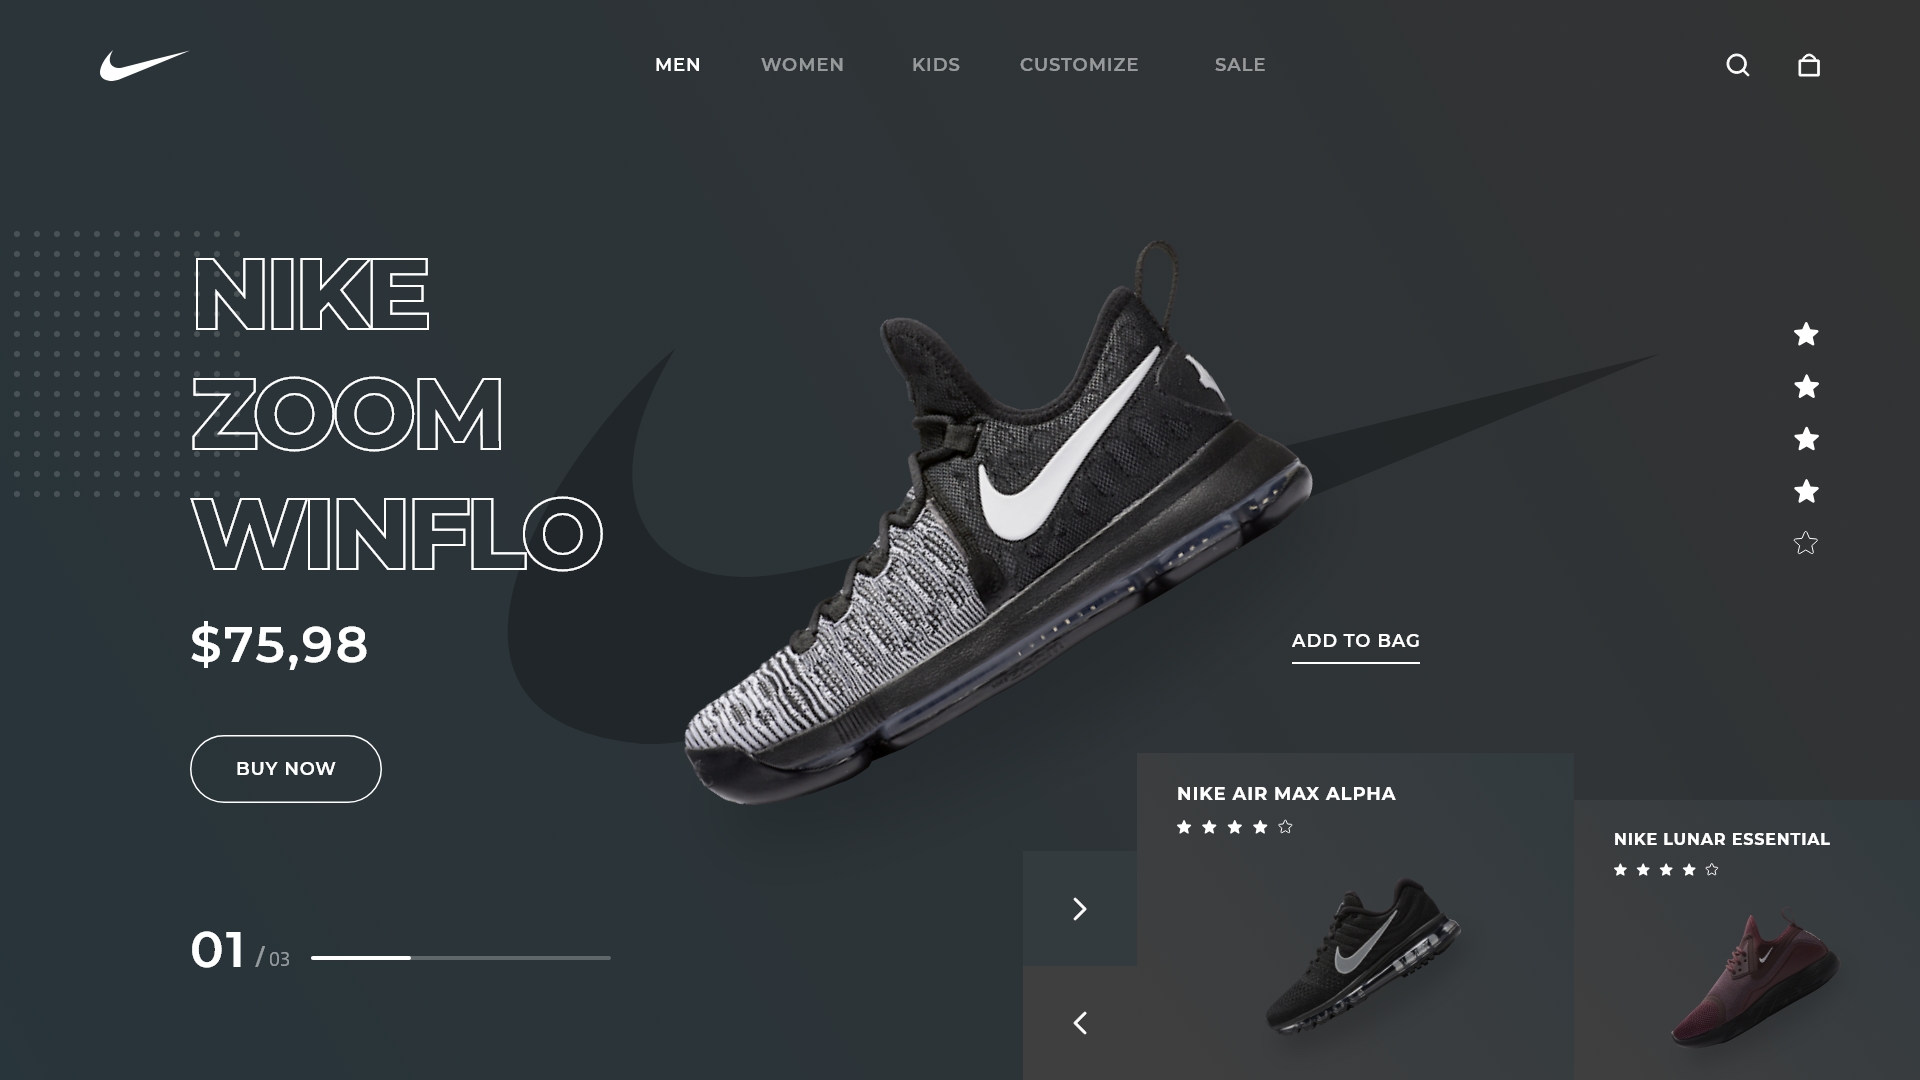 MEN WOMEN KIDS CUSTOMIZE SALE
NIKE
ZOOM
WINFLO
$75,98
BUY NOW
ADD TO BAG
NIKE AIR MAX ALPHA
NIKE LUNAR ESSENTIAL
01 / 03